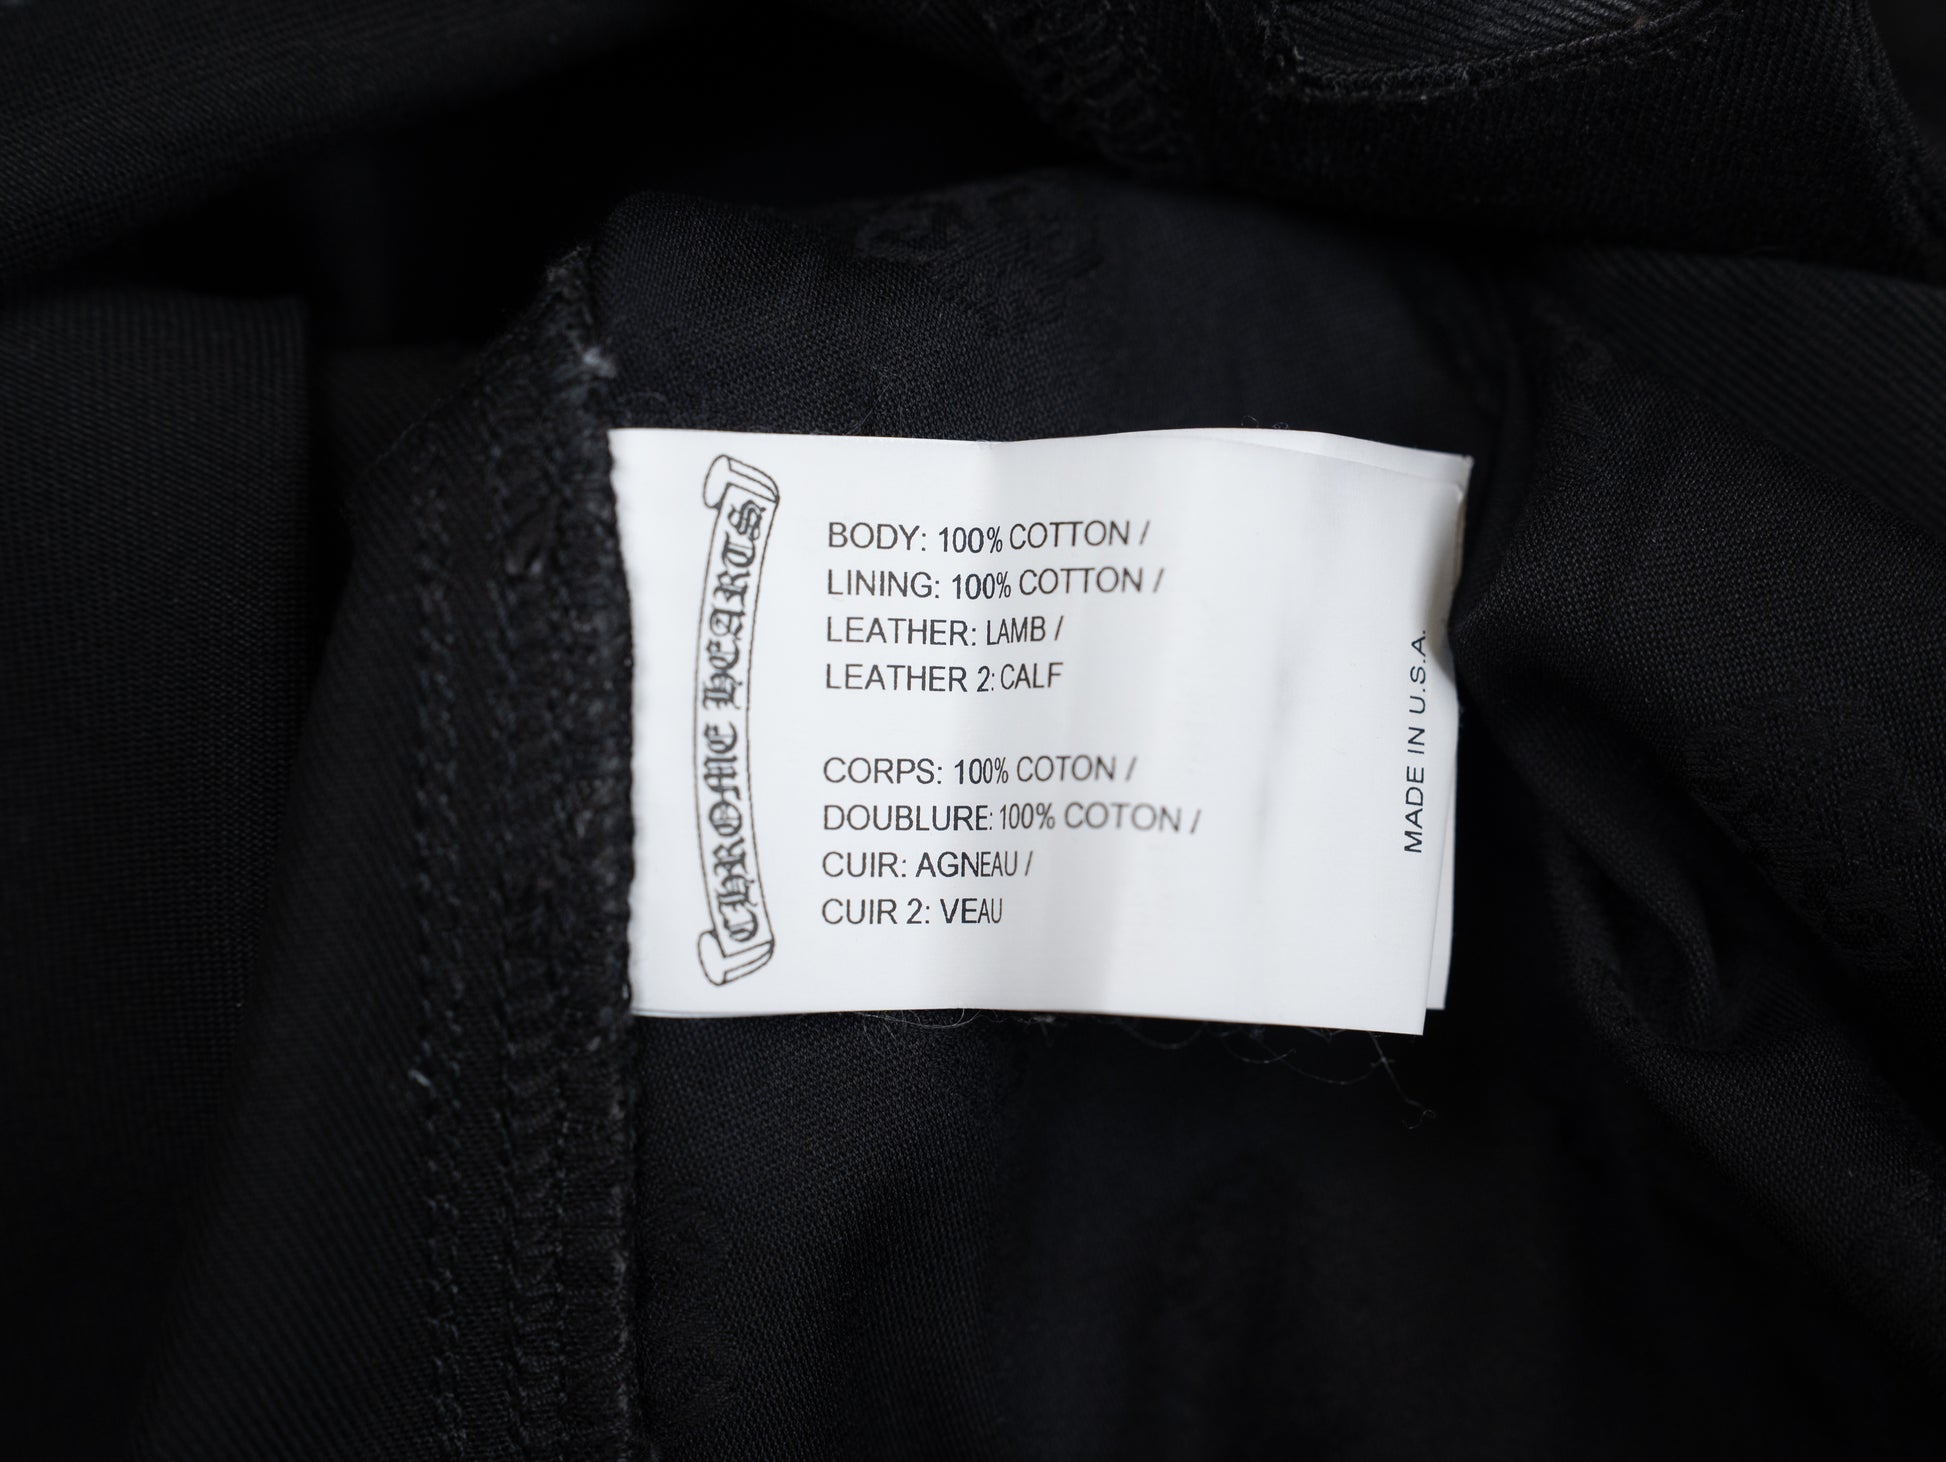 CHROME HEARTS
BODY: 100% COTTON /
LINING: 100% COTTON /
LEATHER: LAMB /
LEATHER 2: CALF
CORPS: 100% COTON /
DOUBLURE: 100% COTON /
CUIR: AGNEAU /
CUIR 2: VEAU
MADE IN U.S.A.